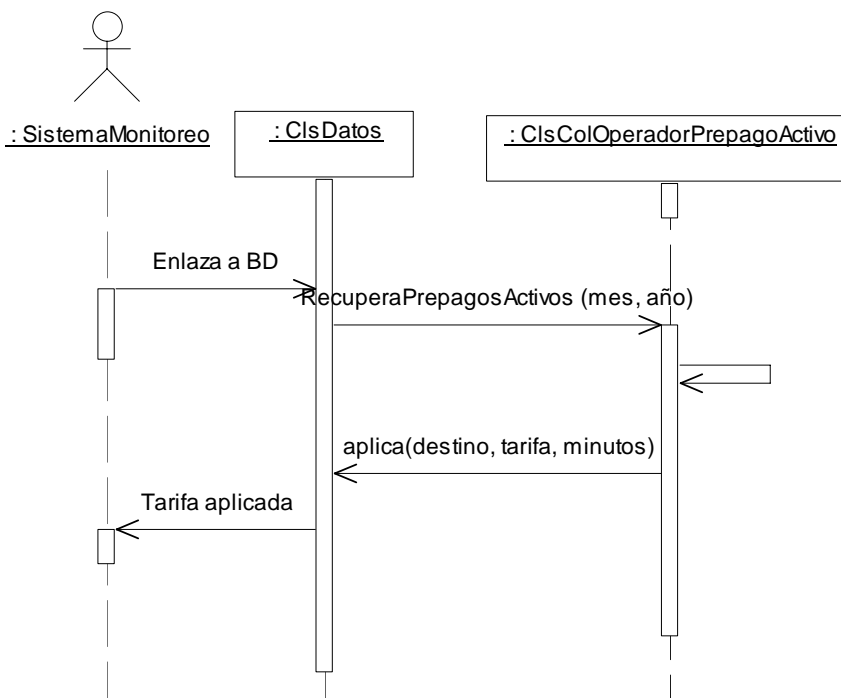 : SistemaMonitoreo
: ClsDatos
: ClsColOperadorPrepagoActivo
Enlaza a BD
RecuperaPrepagosActivos (mes, año)
aplica(destino, tarifa, minutos)
Tarifa aplicada